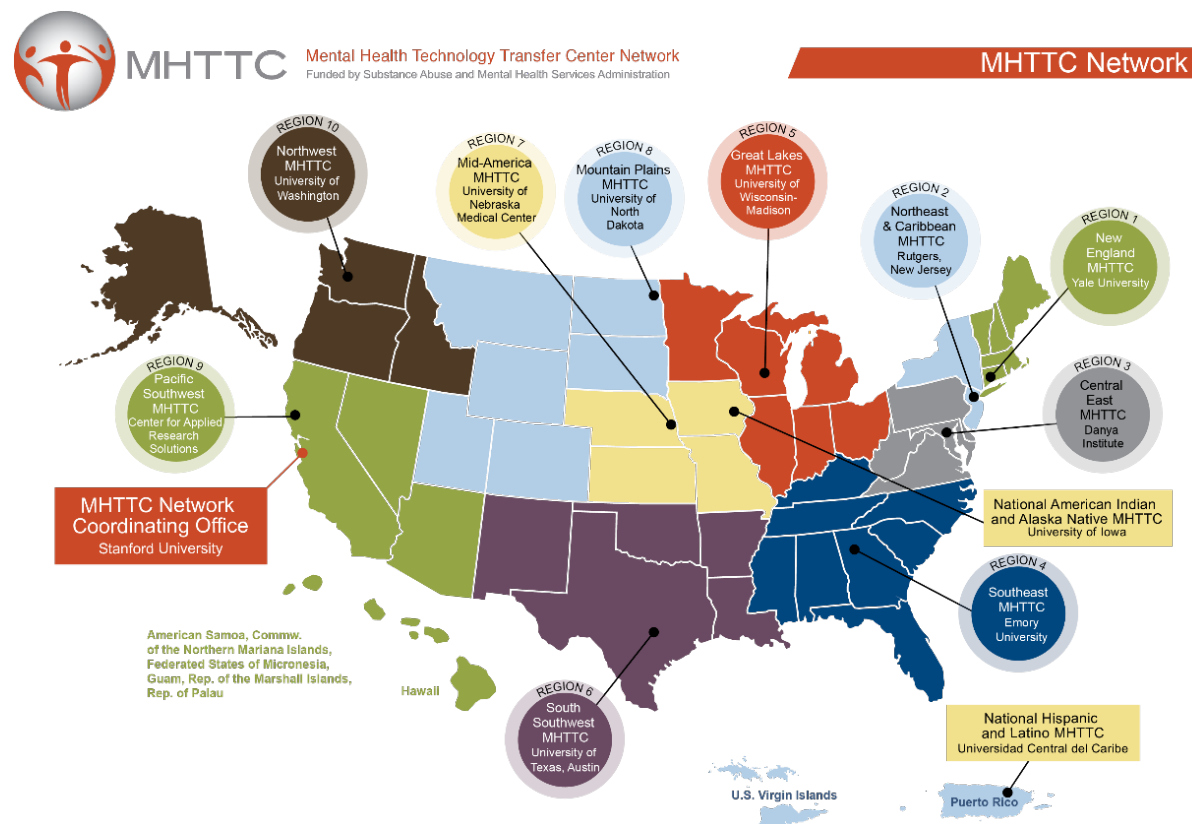 MHTTC
Mental Health Technology Transfer Center Network
Funded by Substance Abuse and Mental Health Services Administration
MHTTC Network
REGION 10
Northwest
MHTTC
University of
Washington
REGION 7
Mid-America
MHTTC
University of
Nebraska
Medical Center
REGION 8
Mountain Plains
MHTTC
University of
North
Dakota
REGION 5
Great Lakes
MHTTC
University of
Wisconsin-
Madison
REGION 2
Northeast
& Caribbean
MHTTC
Rutgers,
New Jersey
REGION 1
New
England
MHTTC
Yale University
REGION 9
Pacific
Southwest
MHTTC
Center for Applied
Research
Solutions
REGION 3
Central
East
MHTTC
Danya
Institute
MHTTC Network
Coordinating Office
Stanford University
National American Indian
and Alaska Native MHTTC
University of Iowa
REGION 4
Southeast
MHTTC
Emory
University
American Samoa, Commw.
of the Northern Mariana Islands,
Federated States of Micronesia,
Guam, Rep. of the Marshall Islands,
Rep. of Palau
Hawaii
REGION 6
South
Southwest
MHTTC
University of
Texas, Austin
National Hispanic
and Latino MHTTC
Universidad Central del Caribe
U.S. Virgin Islands
Puerto Rico